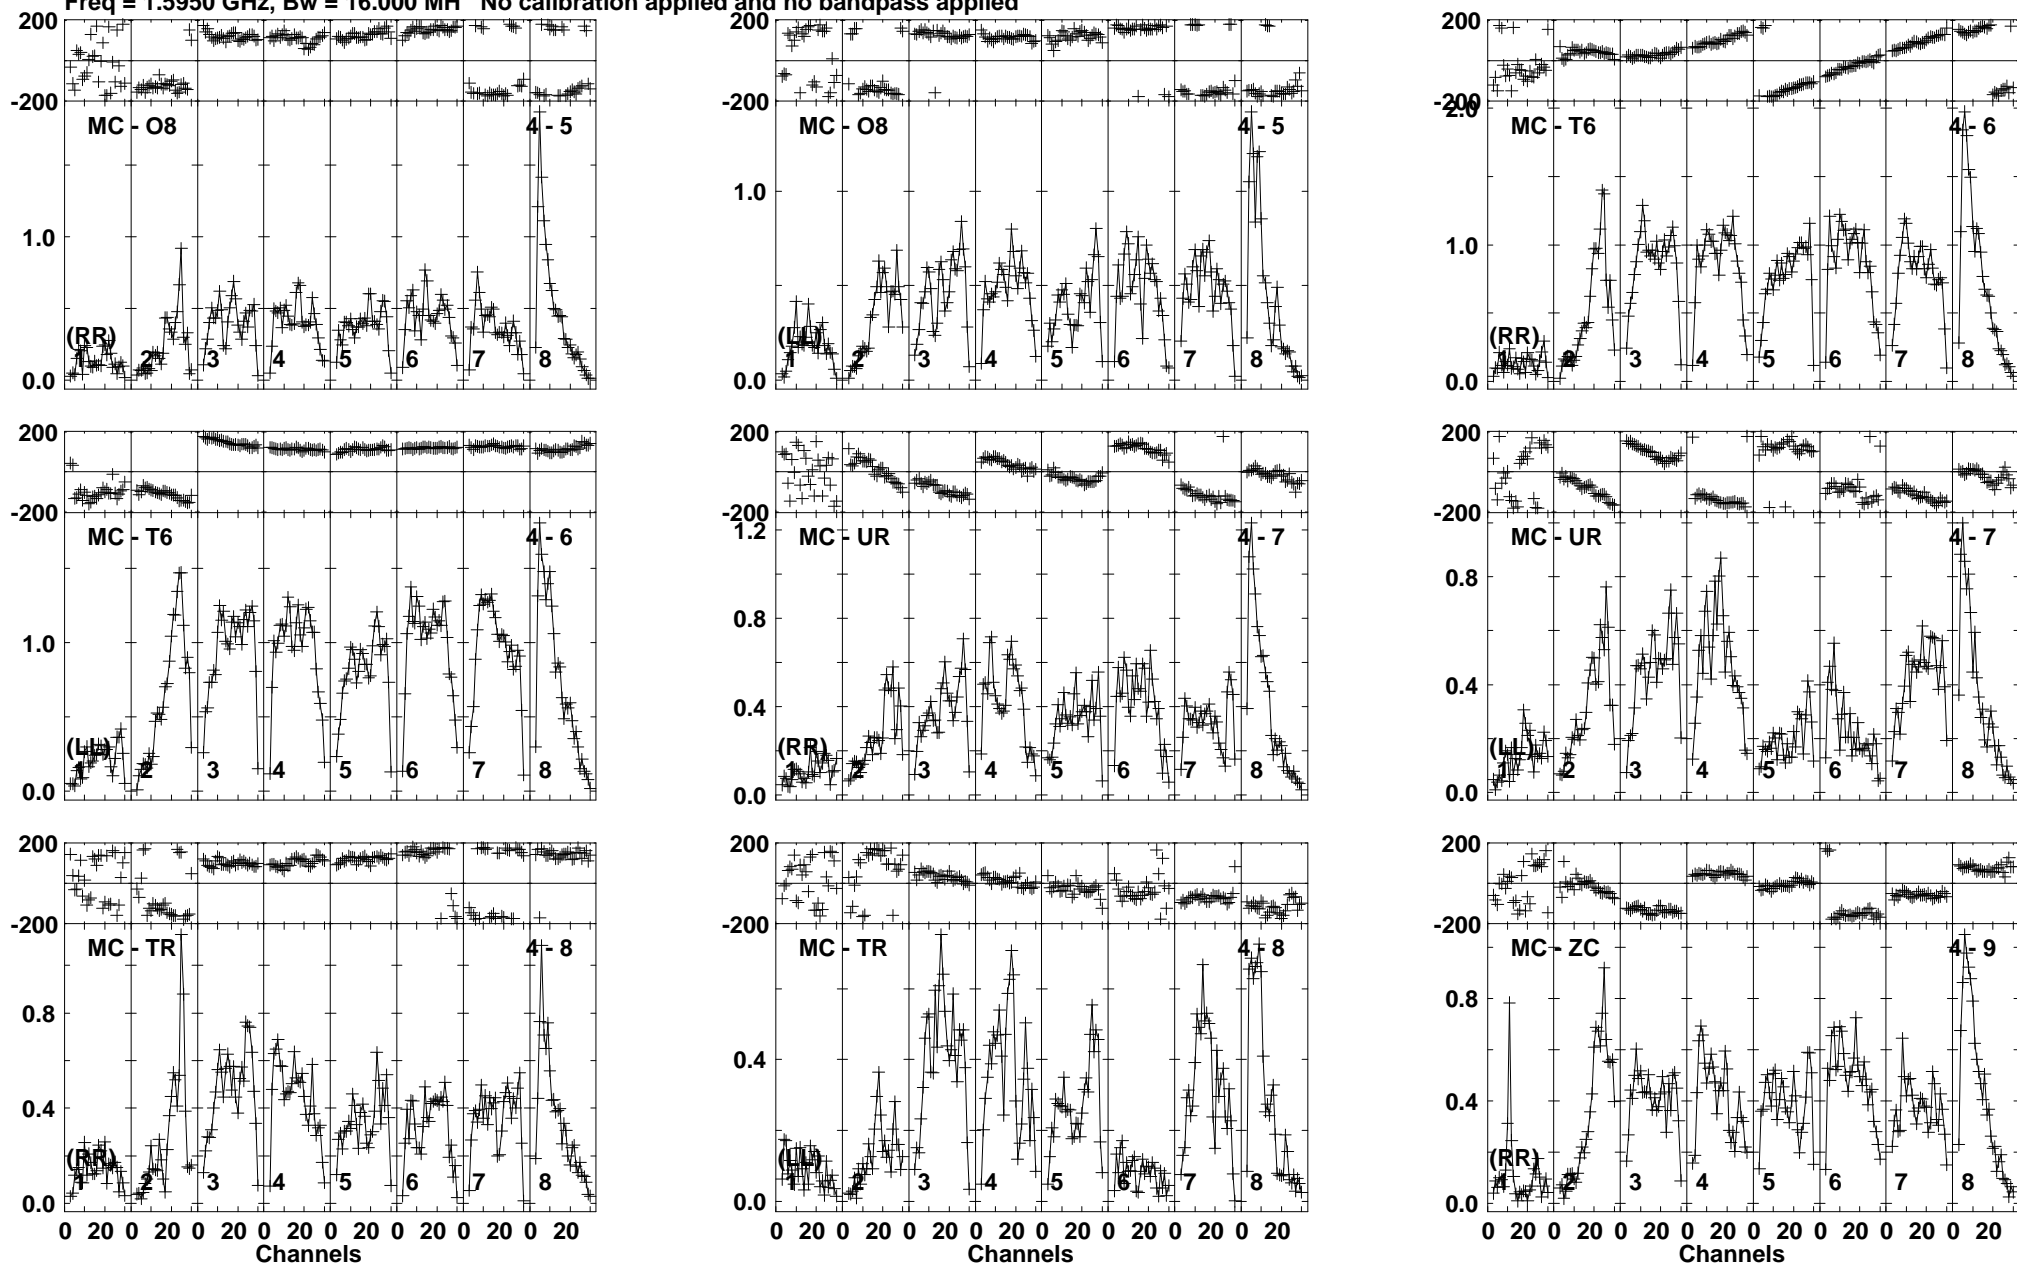 Freq = 1.5950 GHz, Bw = 16.000 MH   No calibration applied and no bandpass applied
200 200 200
-200 -200 -200
MC - O8 4 - 5 MC - O8 4 - 5 2.0 MC - T6 4 - 6
1.0 1.0 1.0
(RR) (LL) (RR)
1 2 3 4 5 6 7 8 1 2 3 4 5 6 7 8 1 2 3 4 5 6 7 8
0.0 0.0 0.0
200 200 200
-200 -200 -200
MC - T6 4 - 6 1.2 MC - UR 4 - 7 MC - UR 4 - 7
1.0 0.8 0.8
0.4 0.4
(LL) (RR) (LL)
1 2 3 4 5 6 7 8 1 2 3 4 5 6 7 8 1 2 3 4 5 6 7 8
0.0 0.0 0.0
200 200 200
-200 -200 -200
MC - TR 4 - 8 MC - TR 4 - 8 MC - ZC 4 - 9
0.8 0.4 0.8
0.4 0.4
(RR) (LL) (RR)
1 2 3 4 5 6 7 8 1 2 3 4 5 6 7 8 1 2 3 4 5 6 7 8
0.0 0.0 0.0
0 20 0 20 0 20 0 20 0 20 0 20 0 20 0 20 0 20 0 20 0 20 0 20 0 20 0 20 0 20 0 20 0 20 0 20 0 20 0 20 0 20 0 20 0 20 0 20
Channels Channels Channels